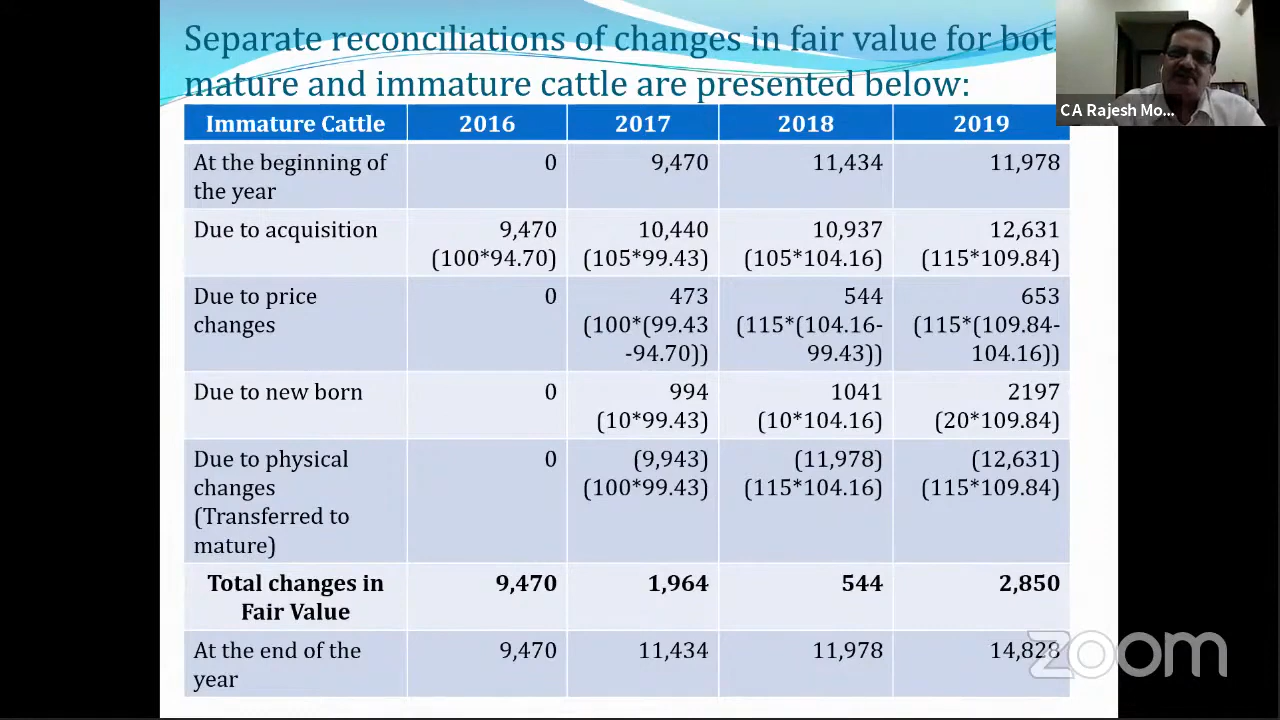 Separate reconciliations of changes in fair value for bot
mature and immature cattle are presented below:
CA Rajesh Mo...
Immature Cattle 2016 2017 2018 2019
At the beginning of
the year
0 9,470 11,434 11,978
Due to acquisition
9,470
(100*94.70)
10,440
(105*99.43)
10,937
(105*104.16)
12,631
(115*109.84)
Due to price
changes
0
473
(100*(99.43
-94.70))
544
(115*(104.16-
99.43))
653
(115*(109.84-
104.16))
Due to new born
0
994
(10*99.43)
1041
(10*104.16)
2197
(20*109.84)
Due to physical
changes
(Transferred to
mature)
0
(9,943)
(100*99.43)
(11,978)
(115*104.16)
(12,631)
(115*109.84)
Total changes in
Fair Value
9,470 1,964 544 2,850
At the end of the
year
9,470 11,434 11,978 14,828
zoom